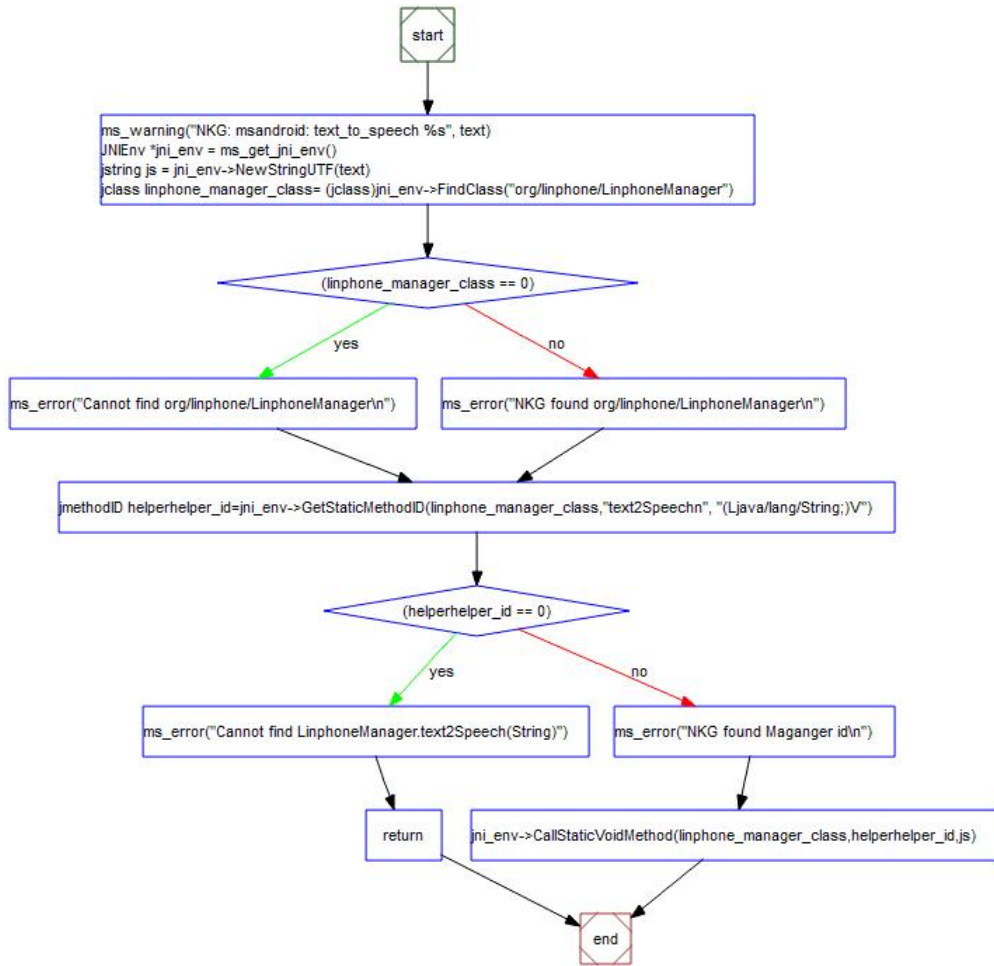 start
ms_warning("NKG: msandroid: text_to_speech %s", text)
JNIEnv *jni_env = ms_get_jni_env()
jstring js = jni_env->NewStringUTF(text)
jclass linphone_manager_class= (jclass)jni_env->FindClass("org/linphone/LinphoneManager")
(linphone_manager_class == 0)
yes
no
ms_error("Cannot find org/linphone/LinphoneManager\n")
ms_error("NKG found org/linphone/LinphoneManager\n")
jmethodID helperhelper_id=jni_env->GetStaticMethodID(linphone_manager_class,"text2Speechn", "(Ljava/lang/String;)V")
(helperhelper_id == 0)
yes
no
ms_error("Cannot find LinphoneManager.text2Speech(String)")
ms_error("NKG found Maganger id\n")
return
jni_env->CallStaticVoidMethod(linphone_manager_class,helperhelper_id,js)
end